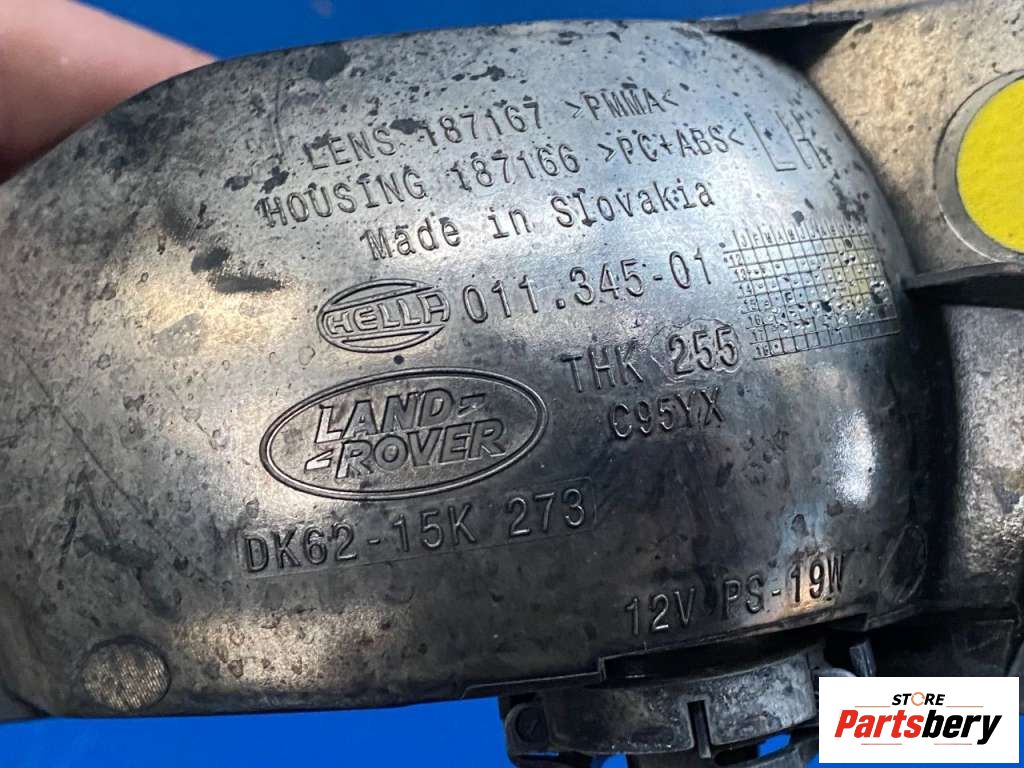 LENS 187167 >PMMA<
HOUSING 187166 >PC+ABS< LH
Made in Slovakia
HELLA 011.345-01
THK 255
C95YX
LAND-
-ROVER
DK62-15K 273
12V PS-19W
STORE
Partsbery